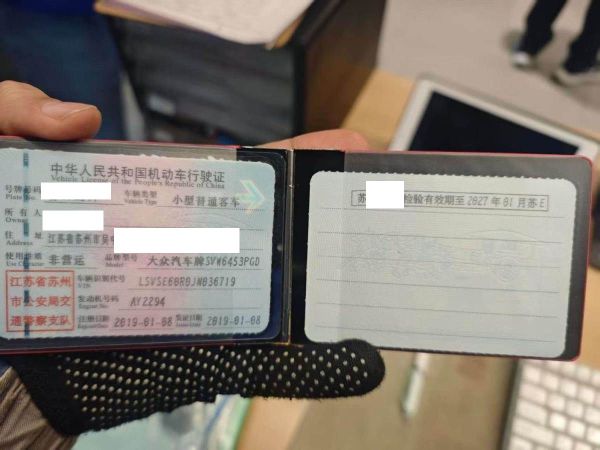 中华人民共和国机动车行驶证
Vehicle License of the People's Republic of China
号牌号码 车辆类型 小型普通客车
Plate No. Vehicle Type
所有人
Owner
住址 江苏省苏州市吴中
Address
使用性质 非营运 品牌型号 大众汽车牌SVW6453PGD
Use Character Model
江苏省苏州
市公安局交
通警察支队
车辆识别代号 LSVSE60R0JN036719
VIN
发动机号码 AY2294
Engine No.
注册日期 2019-01-08 发证日期 2019-01-08
Register Date Issue Date
苏 检验有效期至 2027年01月苏E